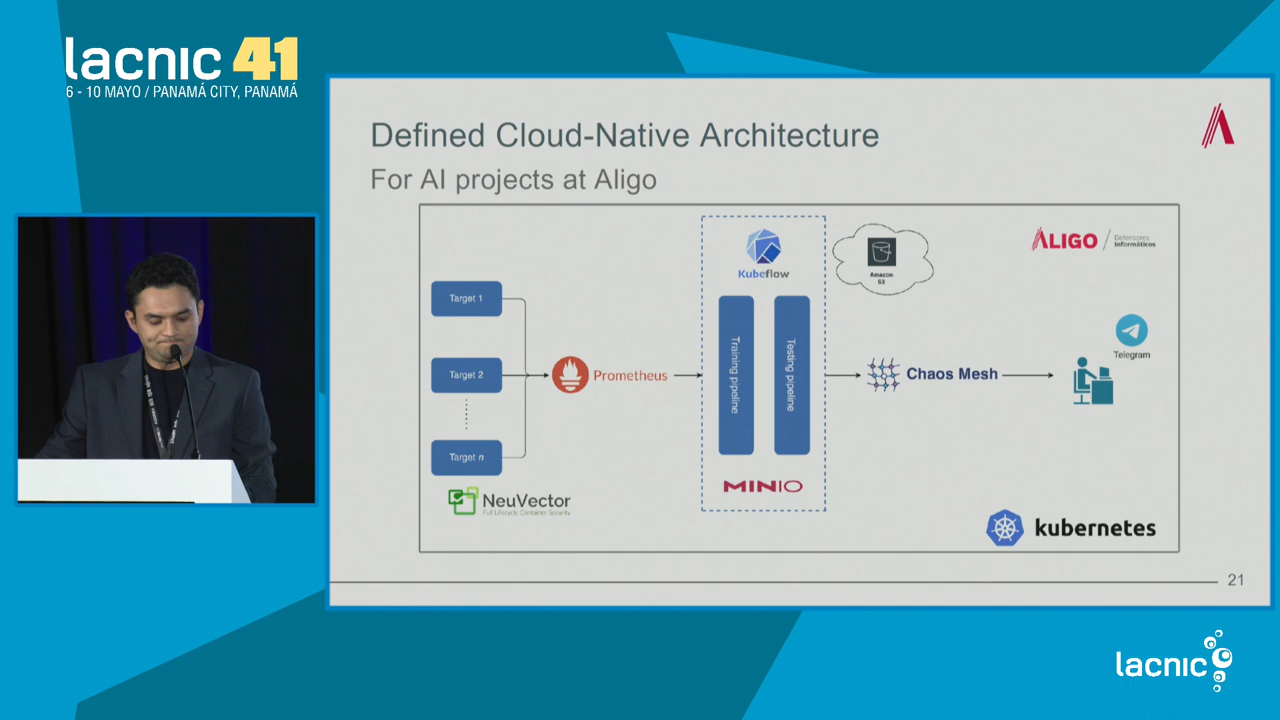 lacnic 41
6 - 10 MAYO / PANAMÁ CITY, PANAMÁ
Defined Cloud-Native Architecture
For AI projects at Aligo
Target 1
Target 2
Target n
NeuVector
Full Lifecycle Container Security
Prometheus
Kubeflow
Training pipeline
Testing pipeline
MINIO
Amazon
S3
Chaos Mesh
ALIGO / Defensores
Informáticos
Telegram
kubernetes
21
lacnic